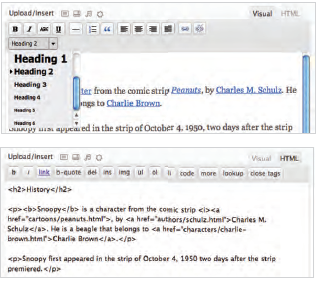 Upload/Insert Visual HTML
B I ABC U
Heading 2
Heading 1
Heading 2
Heading 3
Heading 4
Heading 5
Heading 6
ter from the comic strip Peanuts, by Charles M. Schulz. He
ngs to Charlie Brown.
Snoopy first appeared in the strip of October 4, 1950, two days after the strip
Upload/Insert Visual HTML
b i link b-quote del ins img ul ol li code more lookup close tags
<h2>History</h2>
<p><b>Snoopy</b> is a character from the comic strip <i><a
href="cartoons/peanuts.html">, by <a href="authors/schulz.html">Charles M.
Schulz</a>. He is a beagle that belongs to <a href="characters/charlie-
brown.html">Charlie Brown</a>.</p>
<p>Snoopy first appeared in the strip of October 4, 1950 two days after the strip
premiered.</p>